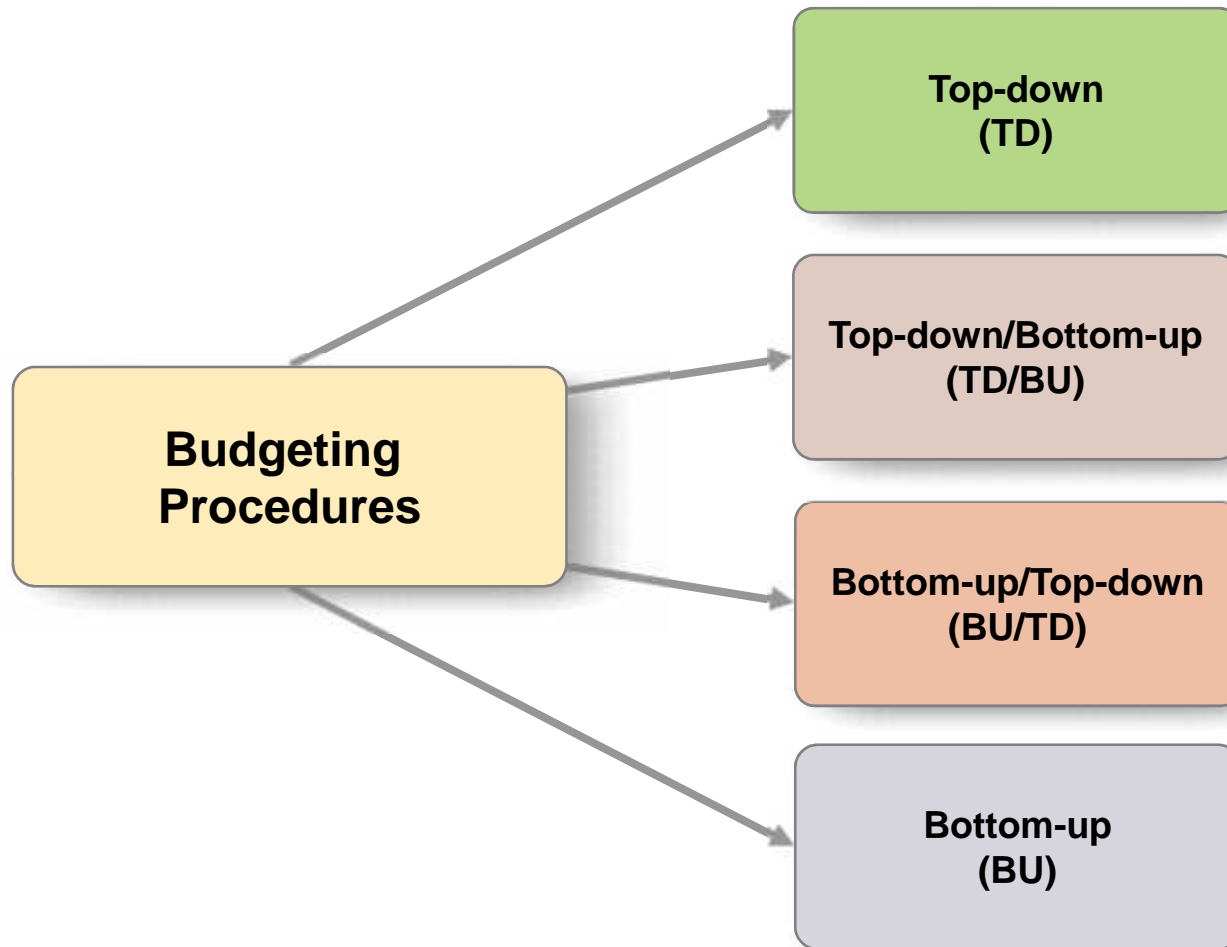 Top-down
(TD)
Top-down/Bottom-up
(TD/BU)
Budgeting
Procedures
Bottom-up/Top-down
(BU/TD)
Bottom-up
(BU)